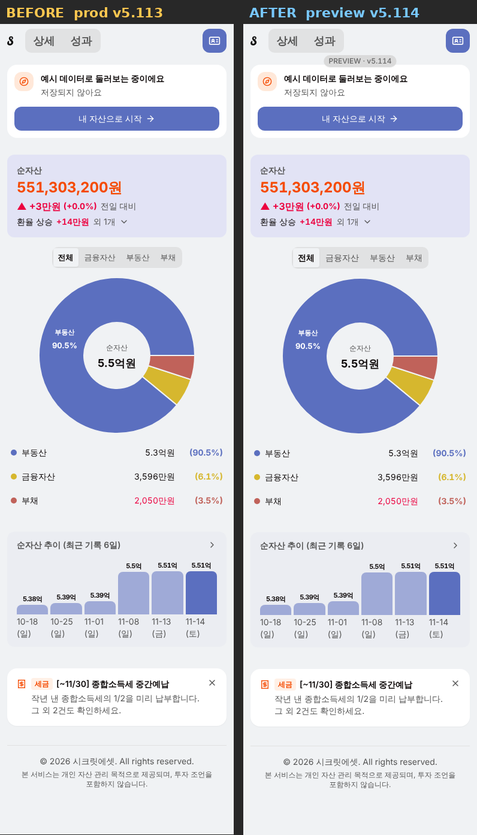 BEFORE prod v5.113
S 상세 성과
예시 데이터로 둘러보는 중이에요
저장되지 않아요
내 자산으로 시작 →
순자산
551,303,200원
▲ +3만원 (+0.0%) 전일 대비
환율 상승 +14만원 외 1개
전체 금융자산 부동산 부채
부동산
90.5%
순자산
5.5억원
부동산 5.3억원 (90.5%)
금융자산 3,596만원 (6.1%)
부채 2,050만원 (3.5%)
순자산 추이 (최근 기록 6일)
5.38억 5.39억 5.39억 5.5억 5.51억 5.51억
10-18 10-25 11-01 11-08 11-13 11-14
(일) (일) (일) (일) (금) (토)
세금 [~11/30] 종합소득세 중간예납
작년 낸 종합소득세의 1/2을 미리 납부합니다.
그 외 2건도 확인하세요.
© 2026 시크릿에셋. All rights reserved.
본 서비스는 개인 자산 관리 목적으로 제공되며, 투자 조언을
포함하지 않습니다.
AFTER preview v5.114
S 상세 성과
PREVIEW · v5.114
예시 데이터로 둘러보는 중이에요
저장되지 않아요
내 자산으로 시작 →
순자산
551,303,200원
▲ +3만원 (+0.0%) 전일 대비
환율 상승 +14만원 외 1개
전체 금융자산 부동산 부채
부동산
90.5%
순자산
5.5억원
부동산 5.3억원 (90.5%)
금융자산 3,596만원 (6.1%)
부채 2,050만원 (3.5%)
순자산 추이 (최근 기록 6일)
5.38억 5.39억 5.39억 5.5억 5.51억 5.51억
10-18 10-25 11-01 11-08 11-13 11-14
(일) (일) (일) (일) (금) (토)
세금 [~11/30] 종합소득세 중간예납
작년 낸 종합소득세의 1/2을 미리 납부합니다.
그 외 2건도 확인하세요.
© 2026 시크릿에셋. All rights reserved.
본 서비스는 개인 자산 관리 목적으로 제공되며, 투자 조언을
포함하지 않습니다.